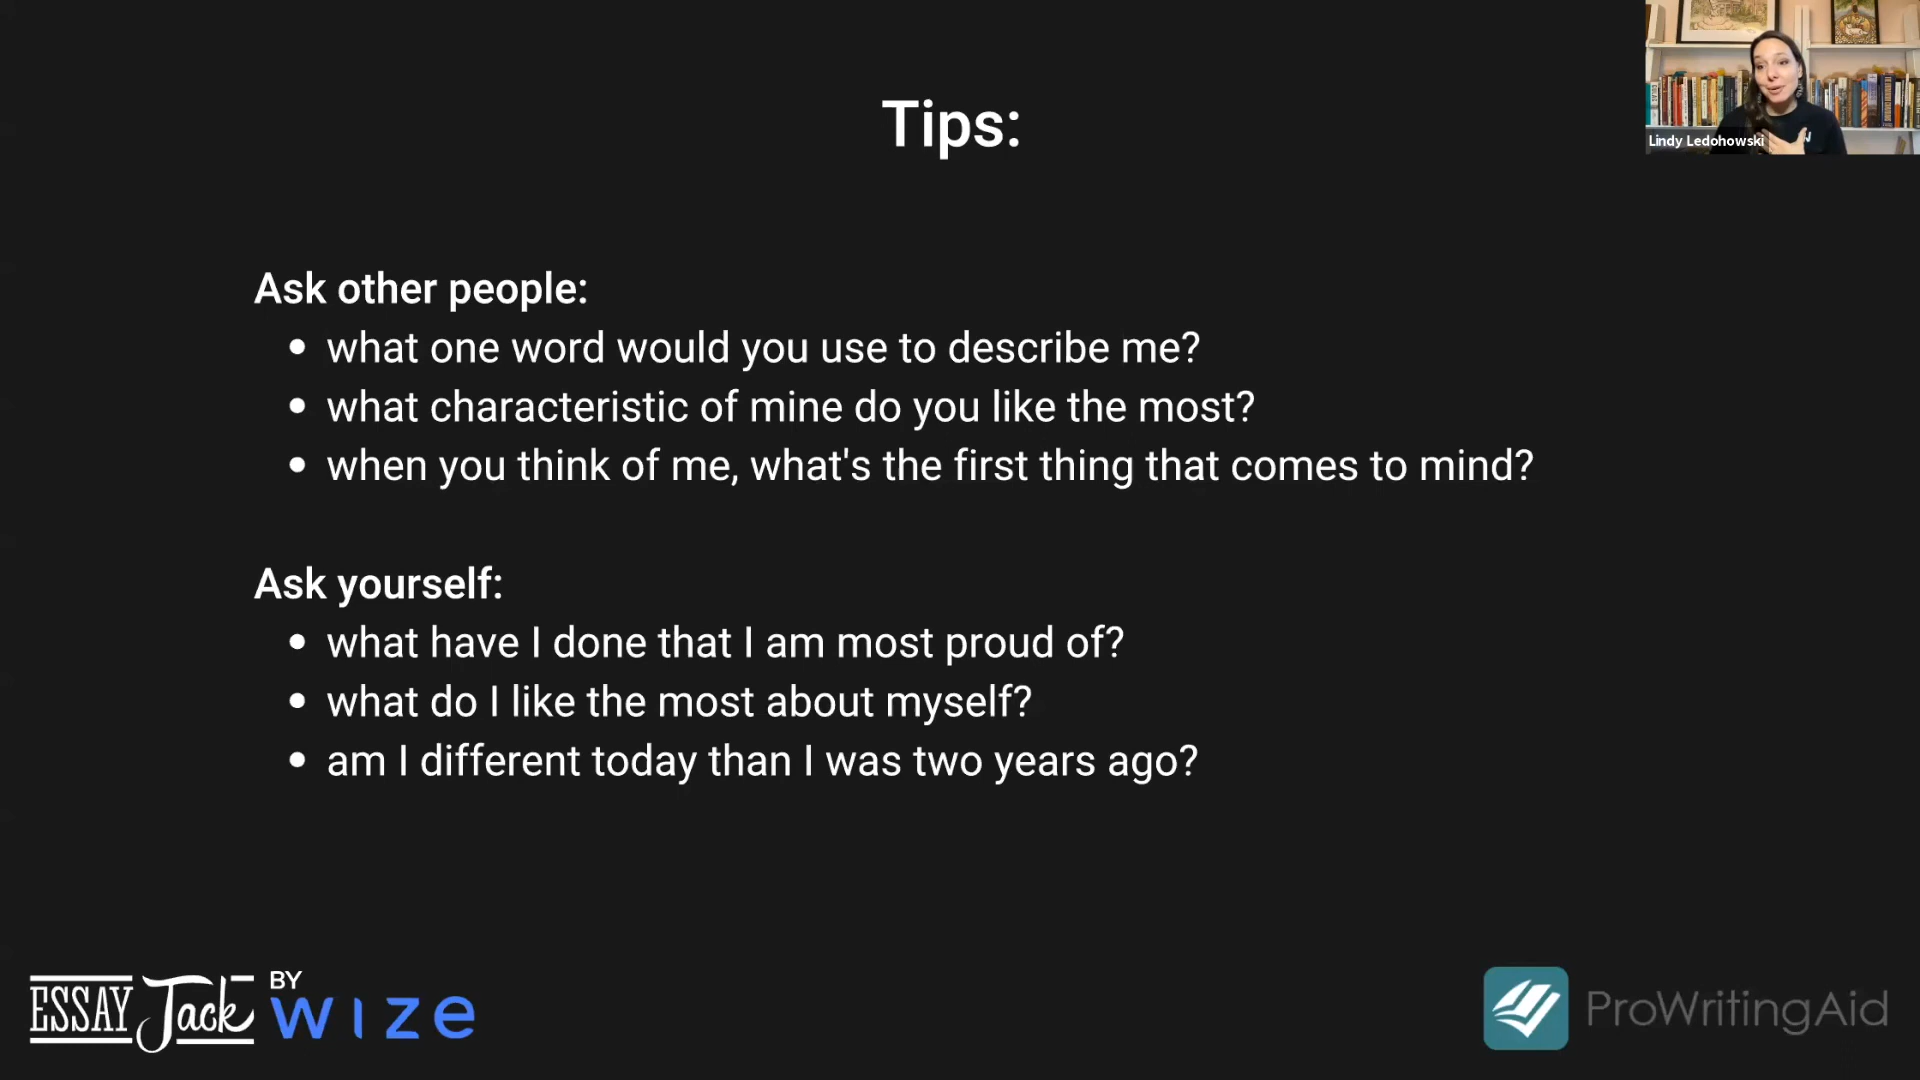 Tips:
Lindy Ledohowski
Ask other people:
• what one word would you use to describe me?
• what characteristic of mine do you like the most?
• when you think of me, what's the first thing that comes to mind?
Ask yourself:
• what have I done that I am most proud of?
• what do I like the most about myself?
• am I different today than I was two years ago?
ESSAY Jack BY wize
ProWritingAid